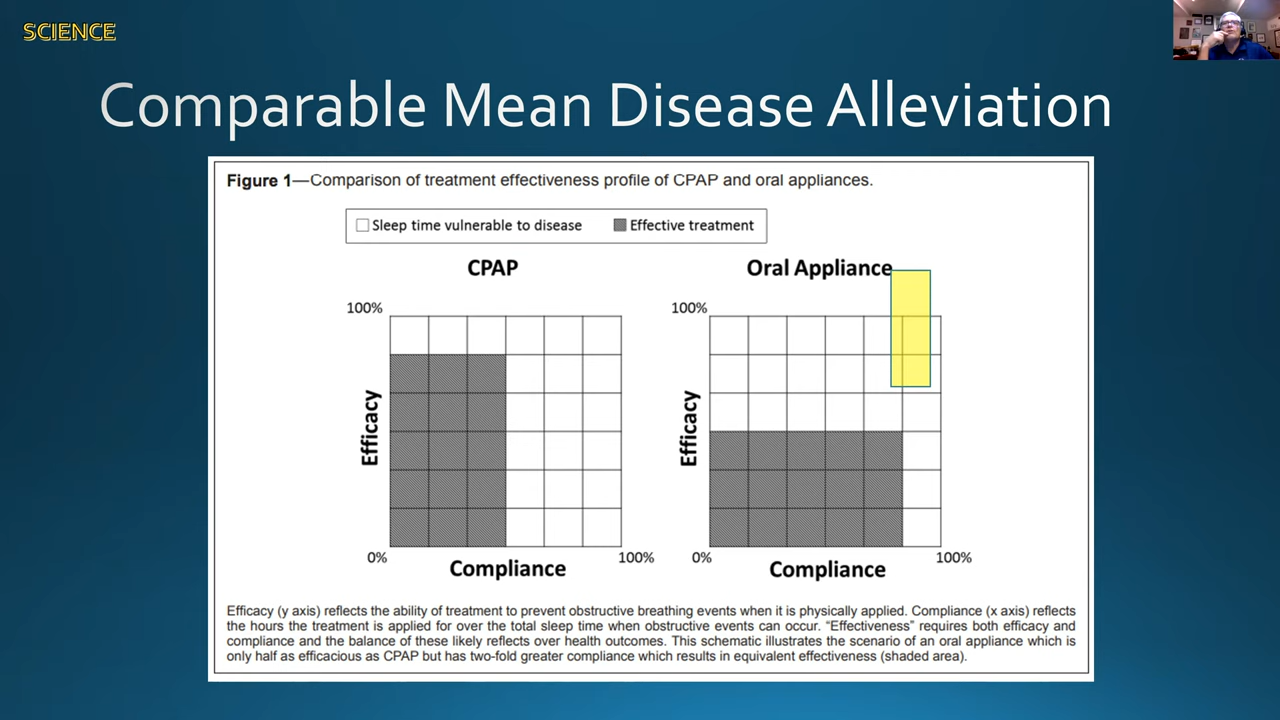 SCIENCE
Comparable Mean Disease Alleviation
Figure 1—Comparison of treatment effectiveness profile of CPAP and oral appliances.
Sleep time vulnerable to disease Effective treatment
CPAP Oral Appliance
100% 100%
Efficacy Efficacy
0% 100% 0% 100%
Compliance Compliance
Efficacy (y axis) reflects the ability of treatment to prevent obstructive breathing events when it is physically applied. Compliance (x axis) reflects
the hours the treatment is applied for over the total sleep time when obstructive events can occur. “Effectiveness” requires both efficacy and
compliance and the balance of these likely reflects over health outcomes. This schematic illustrates the scenario of an oral appliance which is
only half as efficacious as CPAP but has two-fold greater compliance which results in equivalent effectiveness (shaded area).